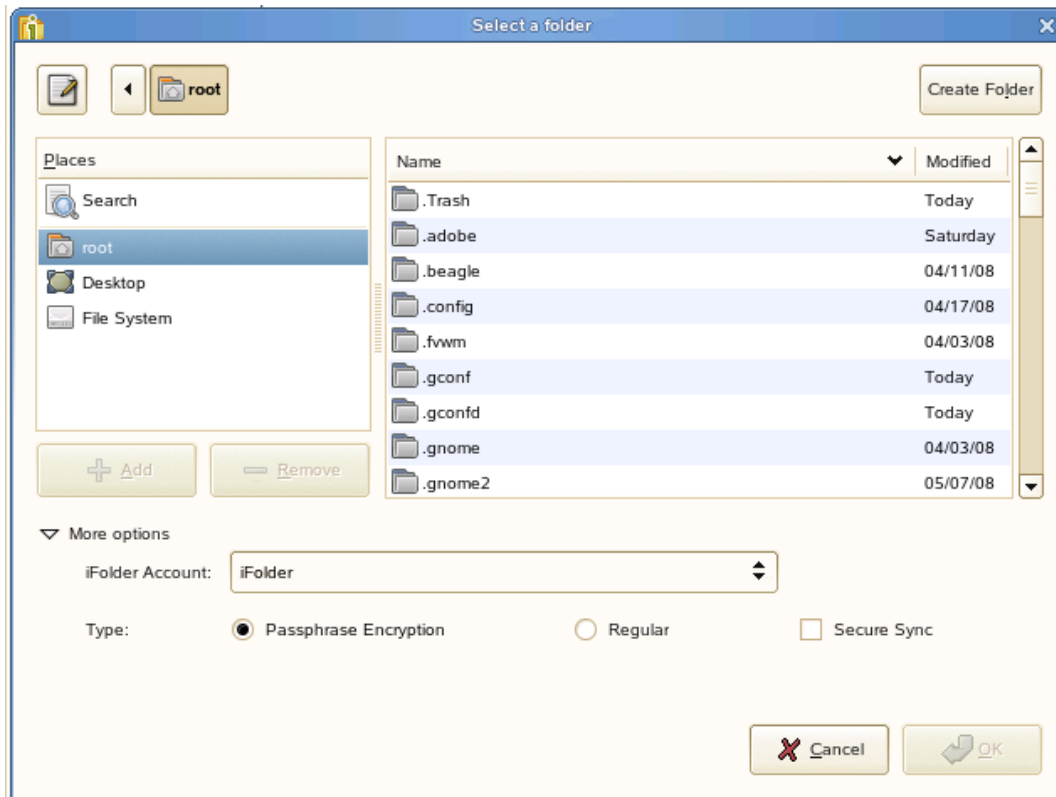 Select a folder
root
Create Folder
Places
Search
root
Desktop
File System
Add
Remove
Name Modified
.Trash Today
.adobe Saturday
.beagle 04/11/08
.config 04/17/08
.fvwm 04/03/08
.gconf Today
.gconfd Today
.gnome 04/03/08
.gnome2 05/07/08
More options
iFolder Account: iFolder
Type: Passphrase Encryption Regular Secure Sync
Cancel OK